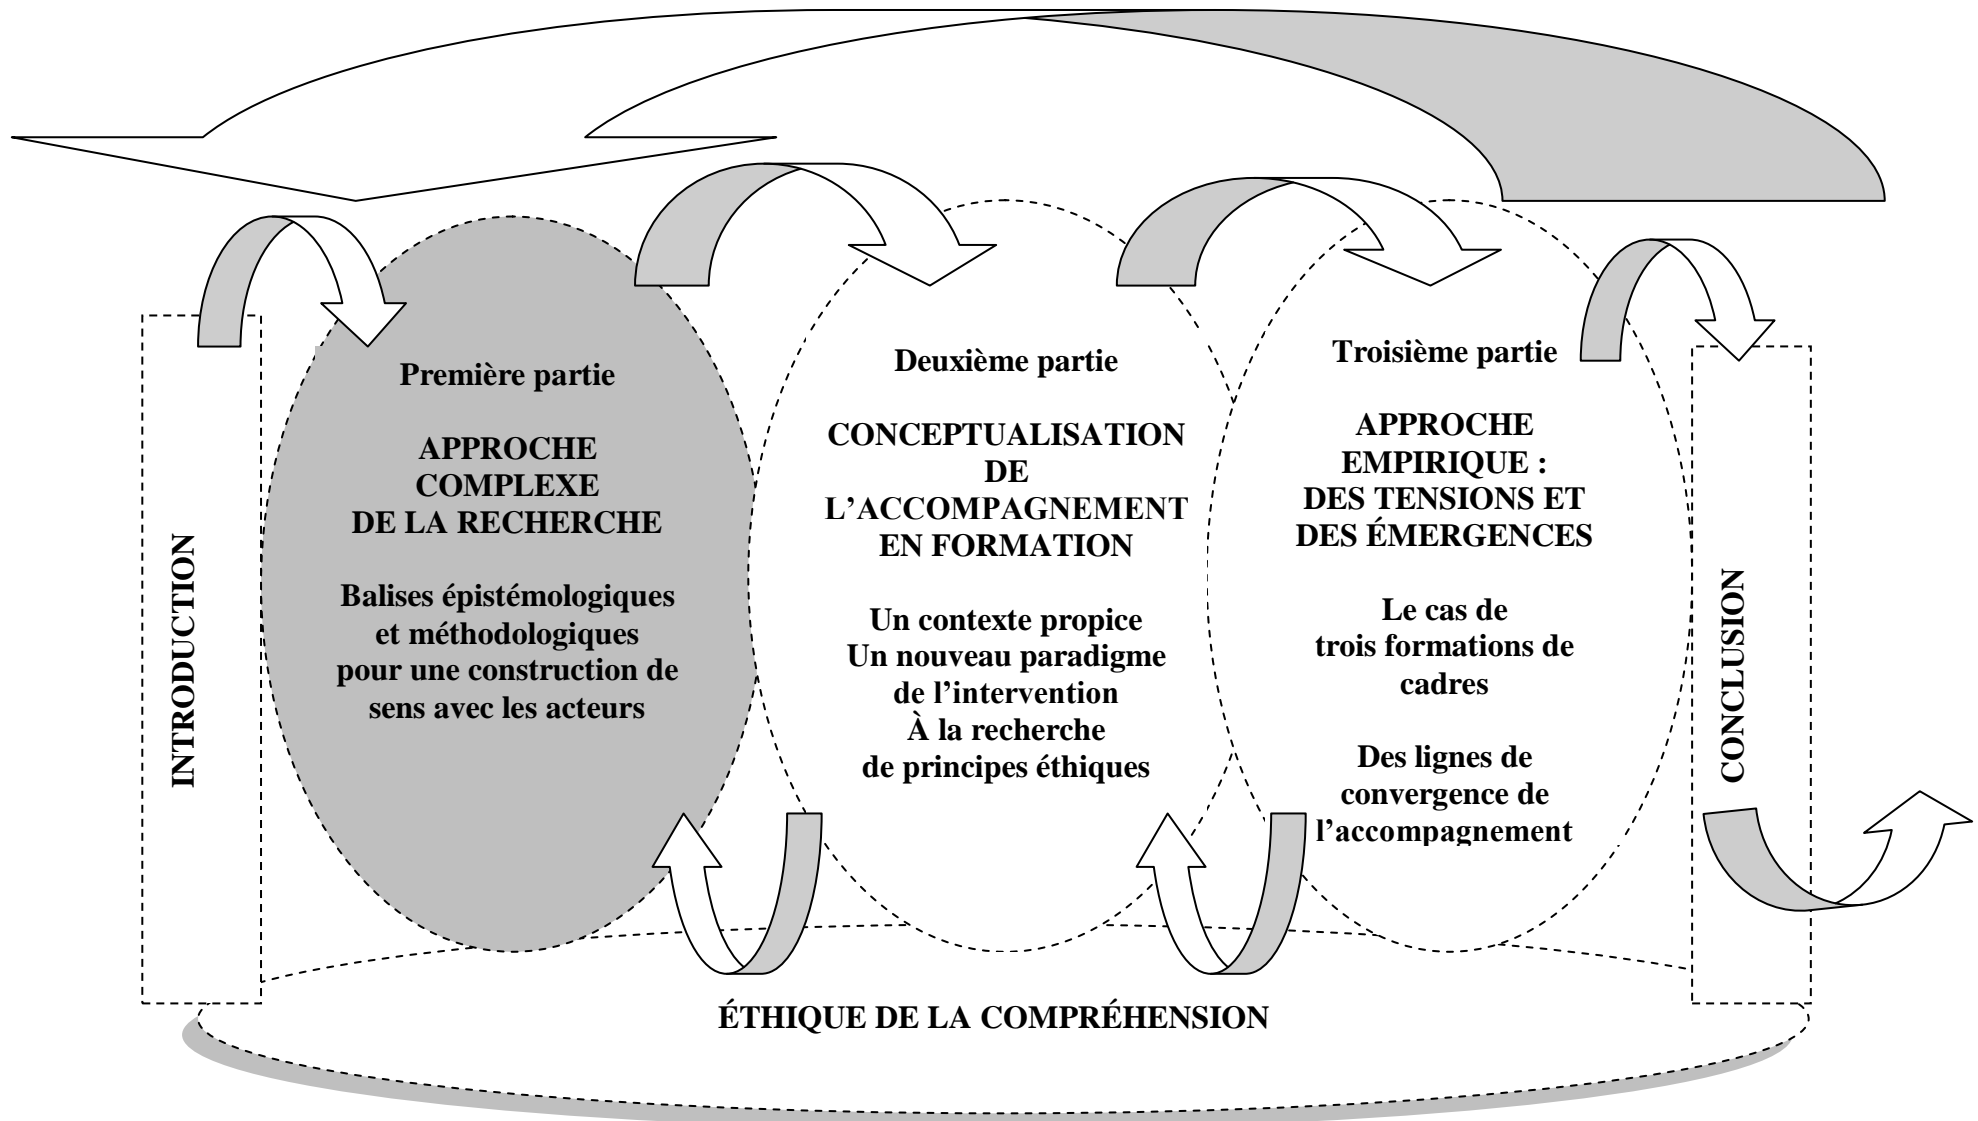 INTRODUCTION
Première partie
APPROCHE
COMPLEXE
DE LA RECHERCHE
Balises épistémologiques
et méthodologiques
pour une construction de
sens avec les acteurs
Deuxième partie
CONCEPTUALISATION
DE
L’ACCOMPAGNEMENT
EN FORMATION
Un contexte propice
Un nouveau paradigme
de l’intervention
À la recherche
de principes éthiques
Troisième partie
APPROCHE
EMPIRIQUE :
DES TENSIONS ET
DES ÉMERGENCES
Le cas de
trois formations de
cadres
Des lignes de
convergence de
l’accompagnement
CONCLUSION
ÉTHIQUE DE LA COMPRÉHENSION